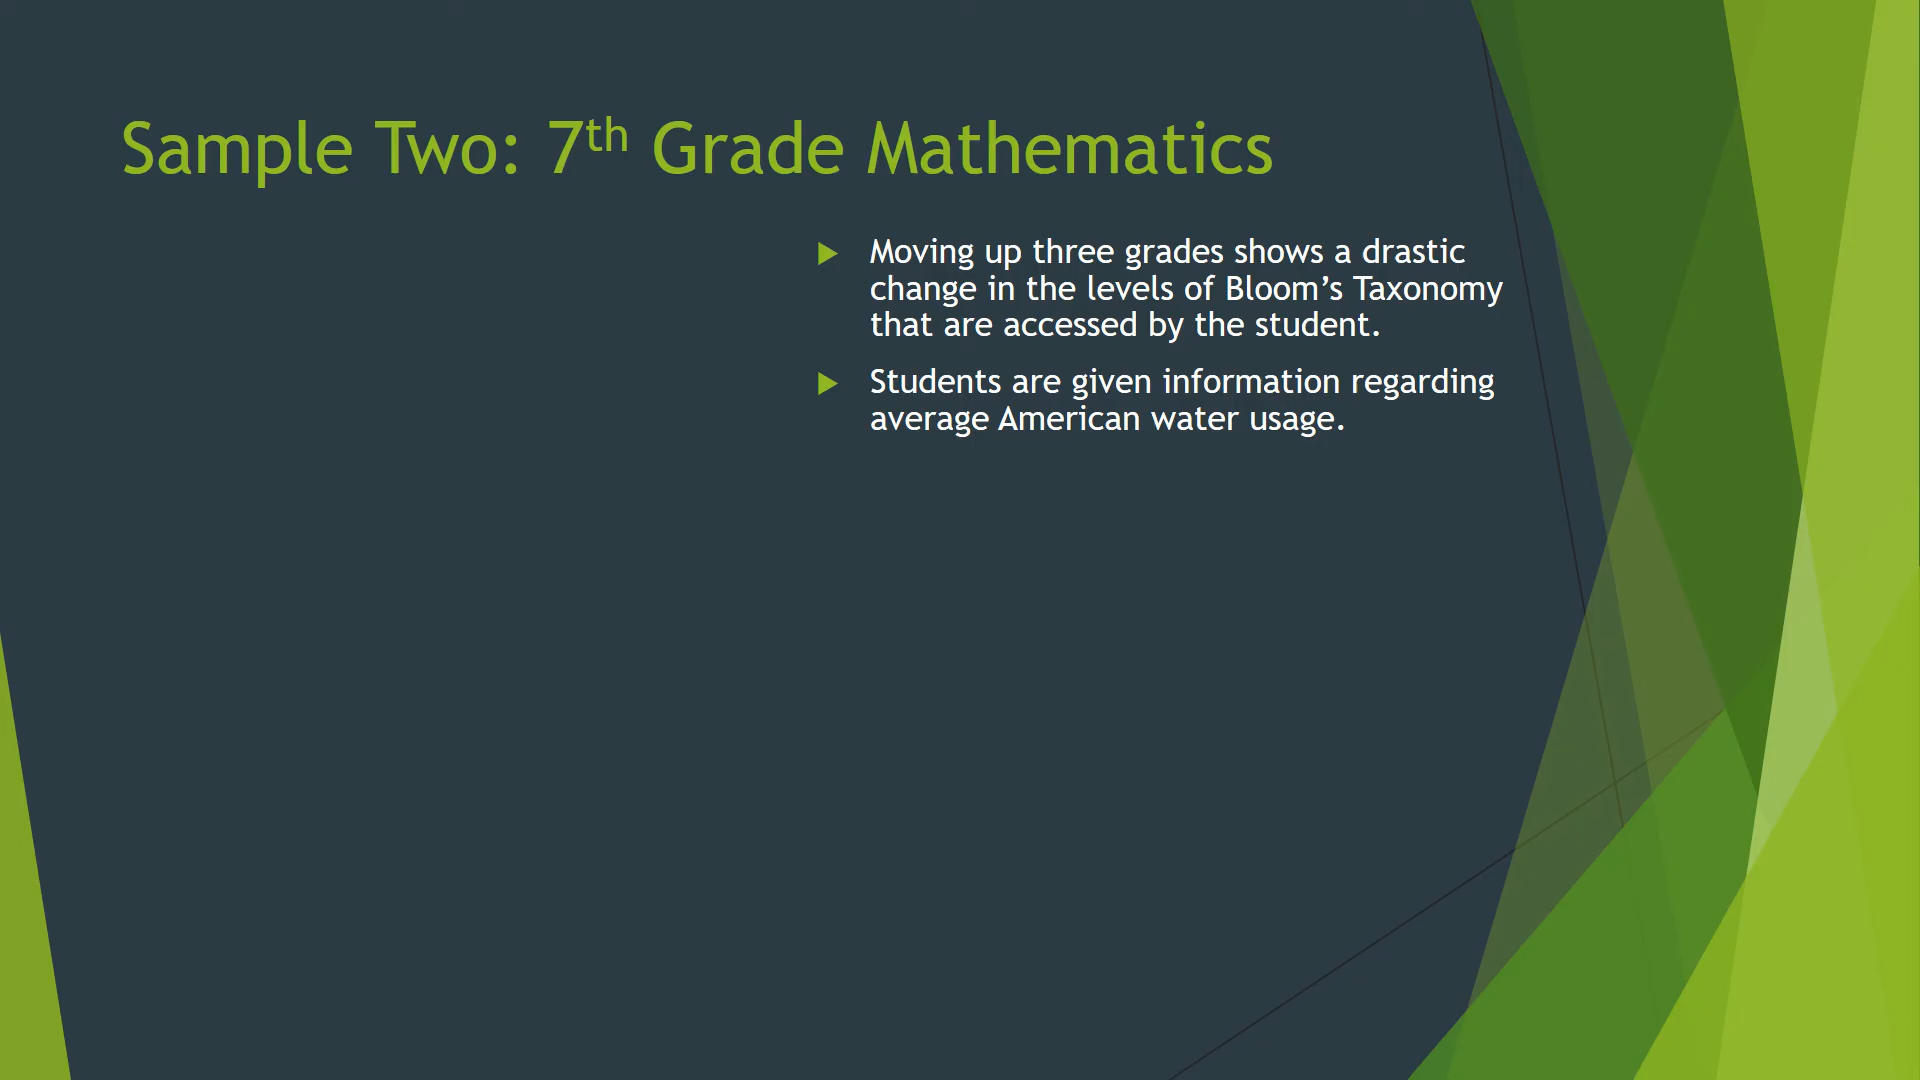 Sample Two: 7th Grade Mathematics
Moving up three grades shows a drastic
change in the levels of Bloom’s Taxonomy
that are accessed by the student.
Students are given information regarding
average American water usage.